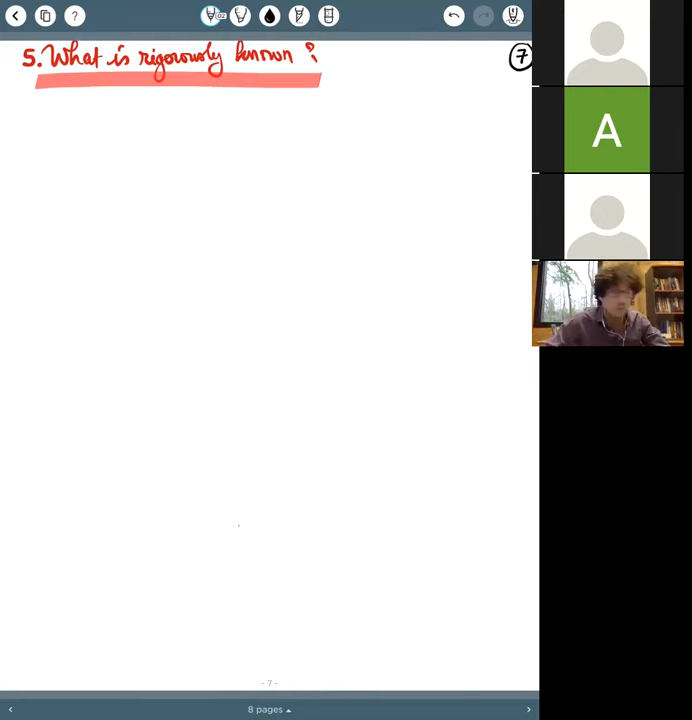 ?
5. What is rigorously known ?
7
A
- 7 -
8 pages